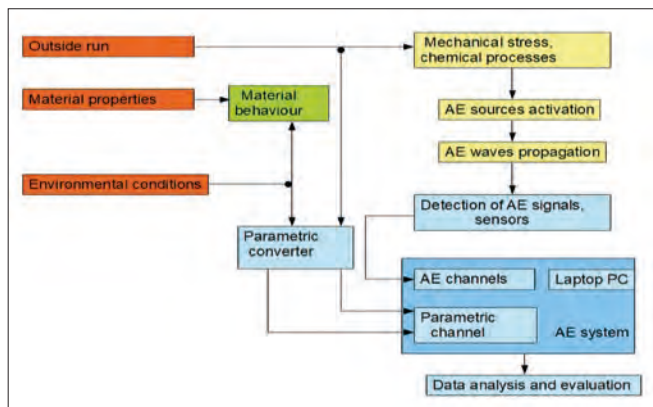 Outside run
Mechanical stress,
chemical processes
Material properties
Material
behaviour
AE sources activation
AE waves propagation
Environmental conditions
Detection of AE signals,
sensors
Parametric
converter
AE channels
Laptop PC
Parametric
channel
AE system
Data analysis and evaluation